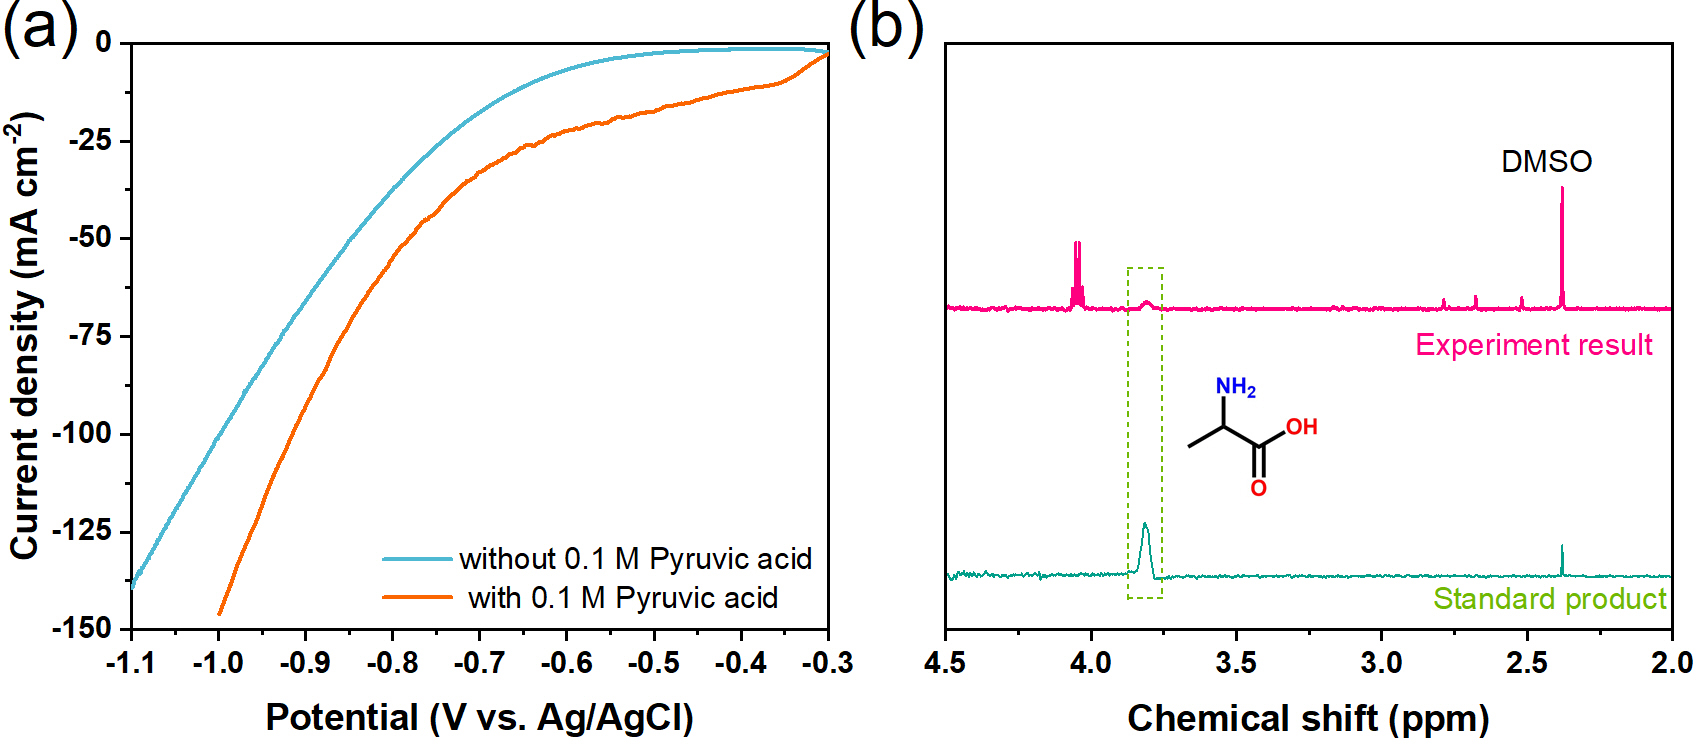 (a)
0
-25
-50
-75
-100
-125
-150
Current density (mA cm-2)
without 0.1 M Pyruvic acid
with 0.1 M Pyruvic acid
-1.1 -1.0 -0.9 -0.8 -0.7 -0.6 -0.5 -0.4 -0.3
Potential (V vs. Ag/AgCl)
(b)
DMSO
Experiment result
NH2
OH
O
Standard product
4.5 4.0 3.5 3.0 2.5 2.0
Chemical shift (ppm)